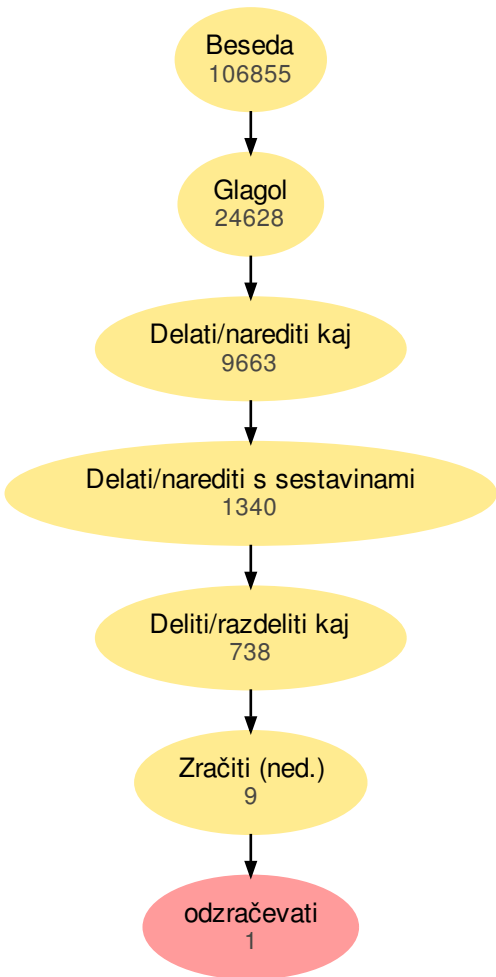 Beseda
106855
Glagol
24628
Delati/narediti kaj
9663
Delati/narediti s sestavinami
1340
Deliti/razdeliti kaj
738
Zračiti (ned.)
9
odzračevati
1